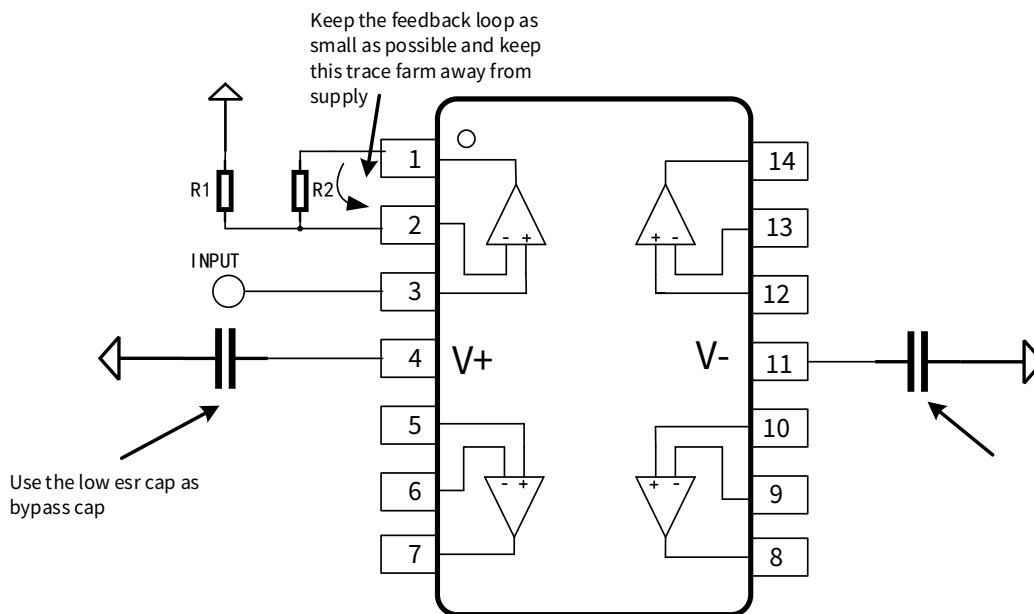 Keep the feedback loop as
small as possible and keep
this trace farm away from
supply
R1
R2
INPUT
1
2
3
4
5
6
7
V+
V-
14
13
12
11
10
9
8
- +
+ -
- +
+ -
Use the low esr cap as
bypass cap